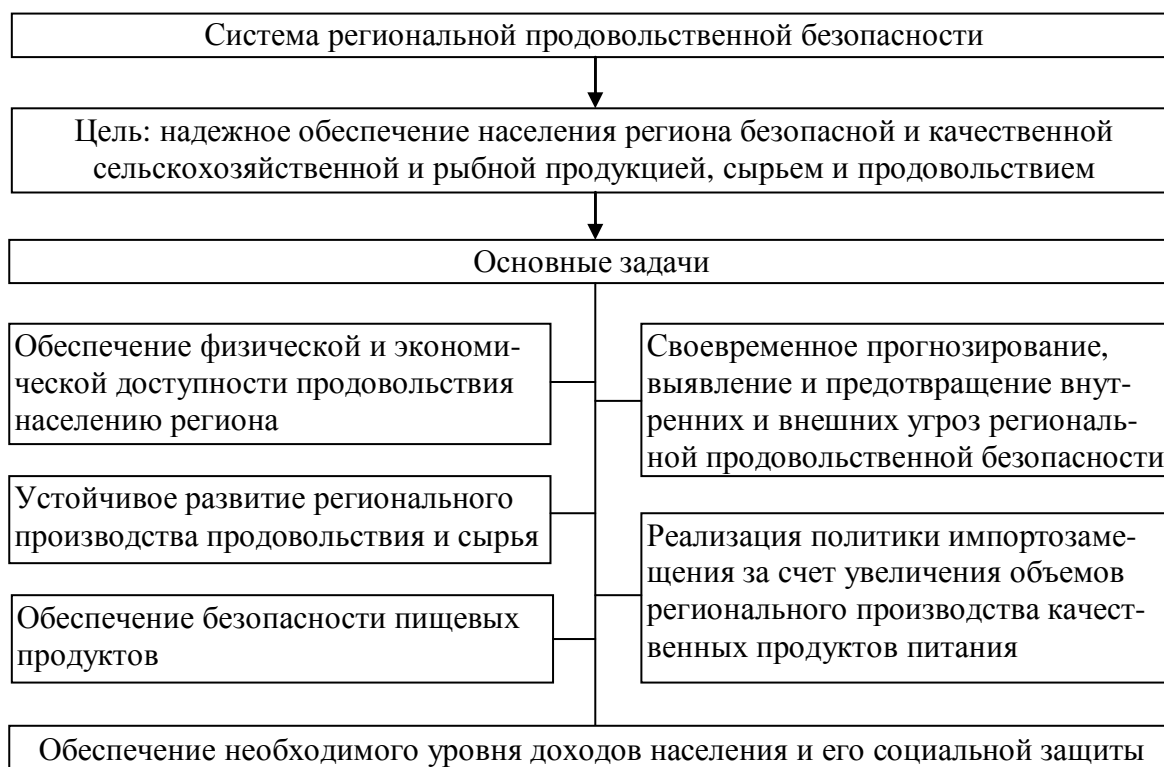 Система региональной продовольственной безопасности
Цель: надежное обеспечение населения региона безопасной и качественной
сельскохозяйственной и рыбной продукцией, сырьем и продовольствием
Основные задачи
Обеспечение физической и экономи-
ческой доступности продовольствия
населению региона
Своевременное прогнозирование,
выявление и предотвращение внут-
ренних и внешних угроз региональ-
ной продовольственной безопасности
Устойчивое развитие регионального
производства продовольствия и сырья
Реализация политики импортозаме-
щения за счет увеличения объемов
регионального производства качест-
венных продуктов питания
Обеспечение безопасности пищевых
продуктов
Обеспечение необходимого уровня доходов населения и его социальной защиты